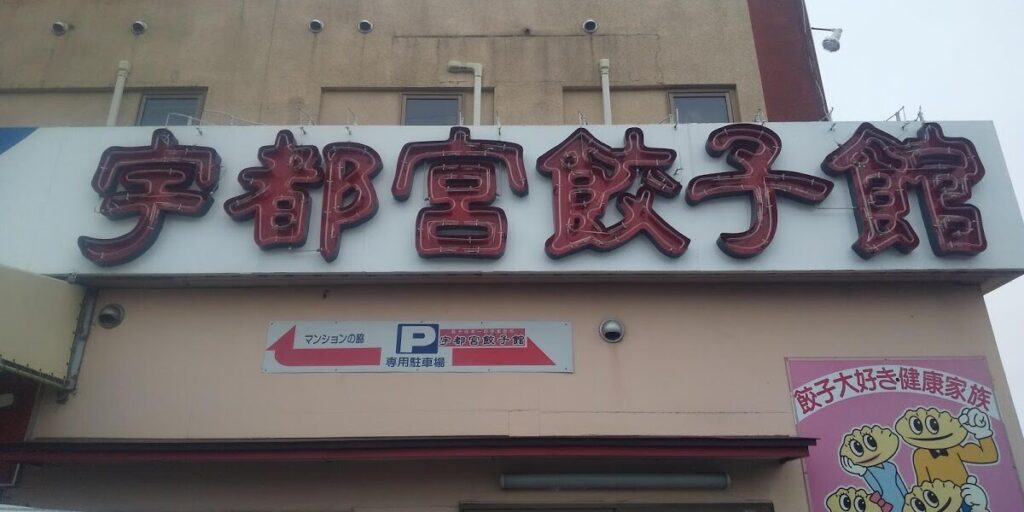 宇都宮餃子館
マンションの脇
P
宇都宮餃子館
専用駐車場
餃子大好き・健康家族